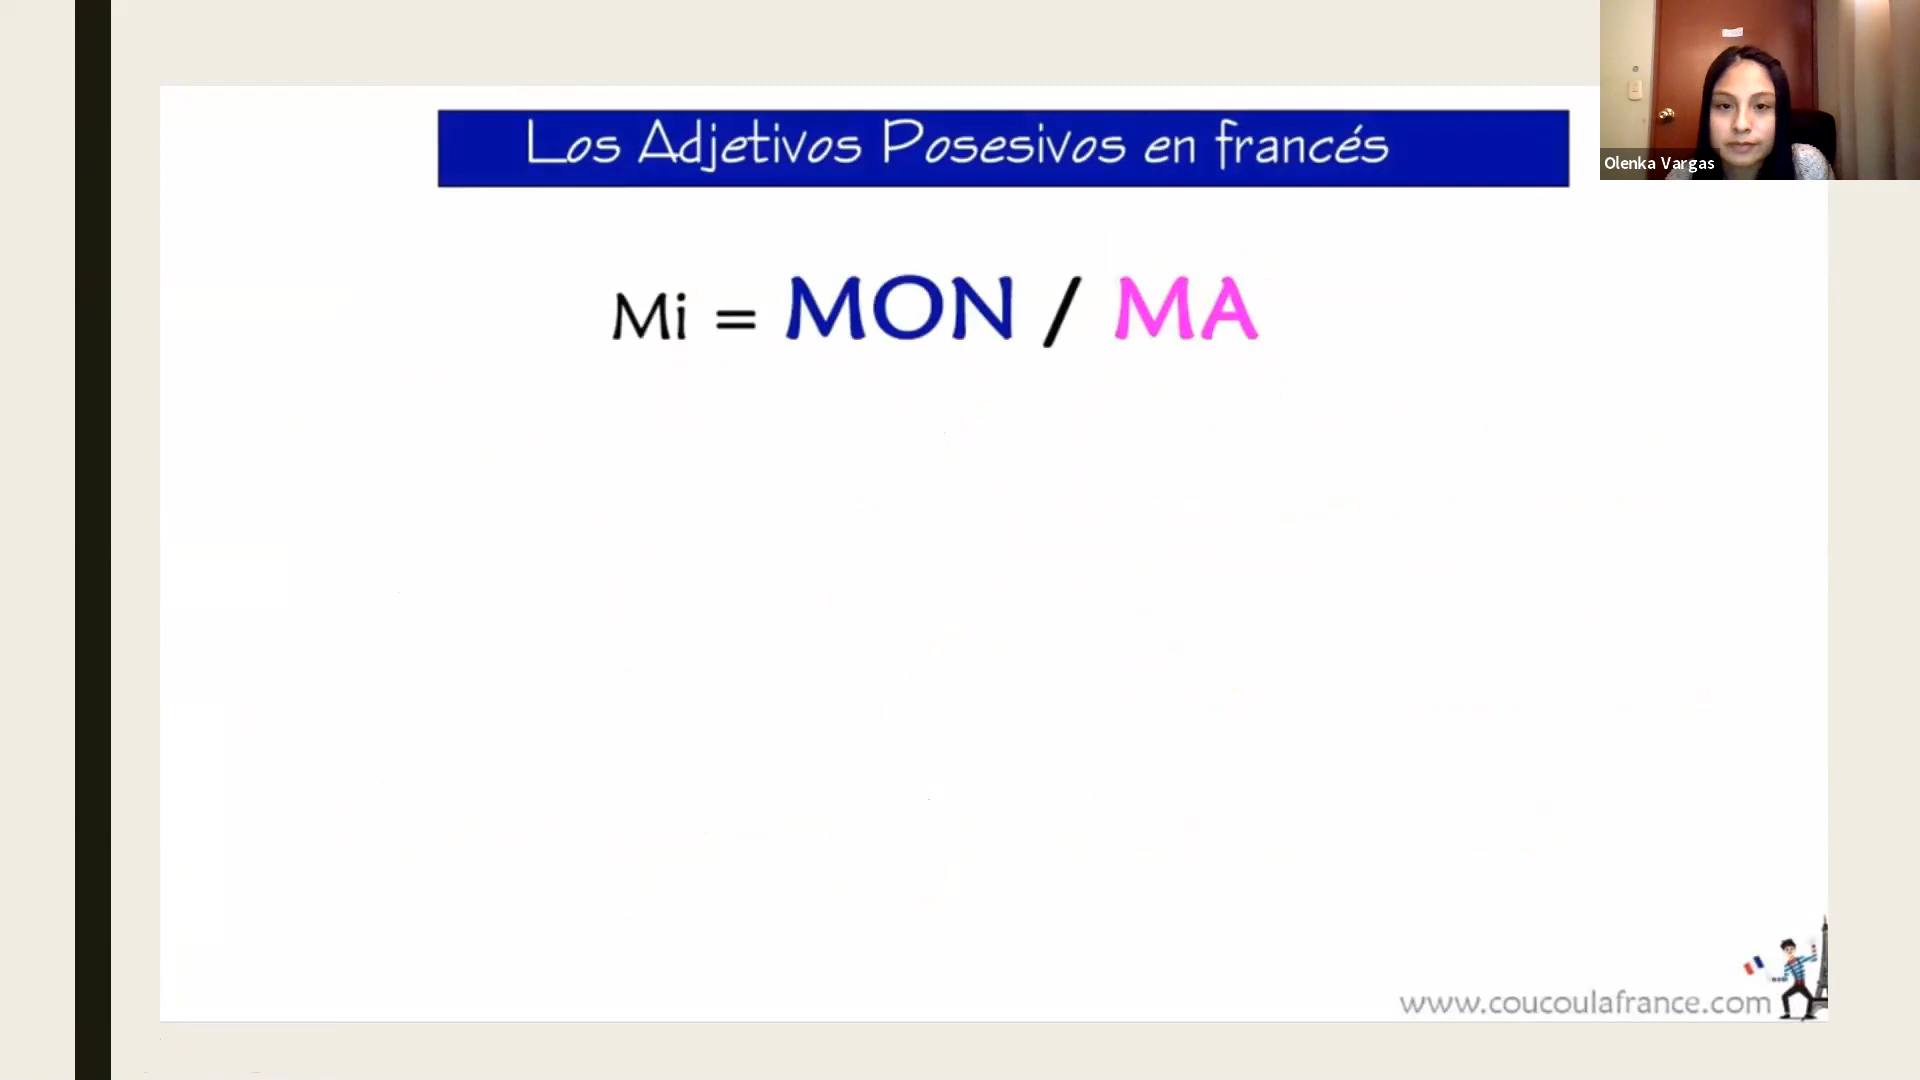 Los Adjetivos Posesivos en francés
Olenka Vargas
Mi = MON / MA
www.coucoulafrance.com